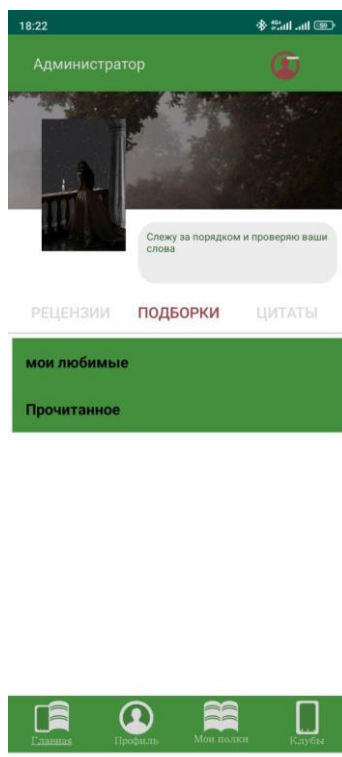 18:22
Администратор
Слежу за порядком и проверяю ваши
слова
РЕЦЕНЗИИ ПОДБОРКИ ЦИТАТЫ
мои любимые
Прочитанное
Главная Профиль Мои полки Клубы